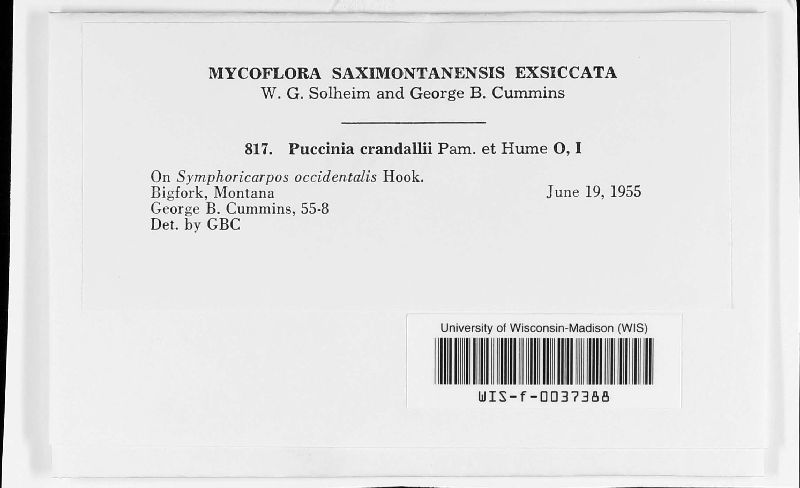 MYCOFLORA SAXIMONTANENSIS EXSICCATA
W. G. Solheim and George B. Cummins
817. Puccinia crandallii Pam. et Hume O, I
On Symphoricarpos occidentalis Hook.
Bigfork, Montana June 19, 1955
George B. Cummins, 55-8
Det. by GBC
University of Wisconsin-Madison (WIS)
WIS-f-0037388